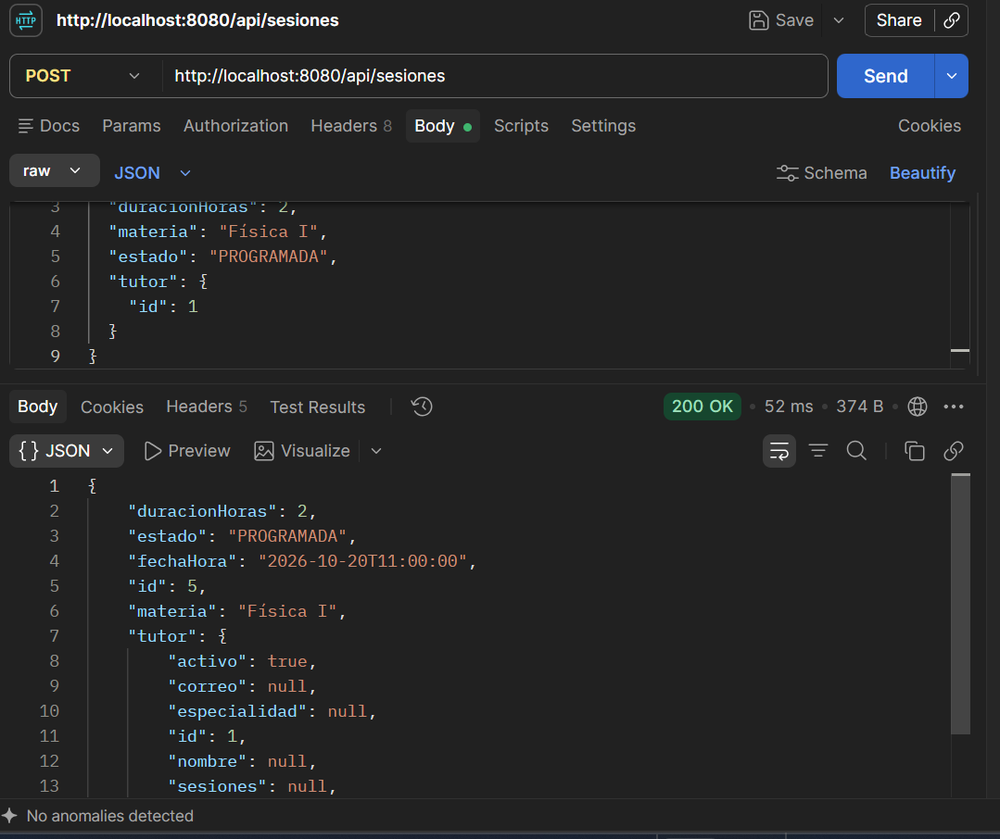 HTTP http://localhost:8080/api/sesiones Save Share
POST http://localhost:8080/api/sesiones Send
Docs Params Authorization Headers 8 Body Scripts Settings Cookies
raw JSON Schema Beautify
3 "duracionHoras": 2,
4 "materia": "Física I",
5 "estado": "PROGRAMADA",
6 "tutor": {
7 "id": 1
8 }
9 }
Body Cookies Headers 5 Test Results 200 OK • 52 ms • 374 B •
{} JSON Preview Visualize
1 {
2 "duracionHoras": 2,
3 "estado": "PROGRAMADA",
4 "fechaHora": "2026-10-20T11:00:00",
5 "id": 5,
6 "materia": "Física I",
7 "tutor": {
8 "activo": true,
9 "correo": null,
10 "especialidad": null,
11 "id": 1,
12 "nombre": null,
13 "sesiones": null,
No anomalies detected